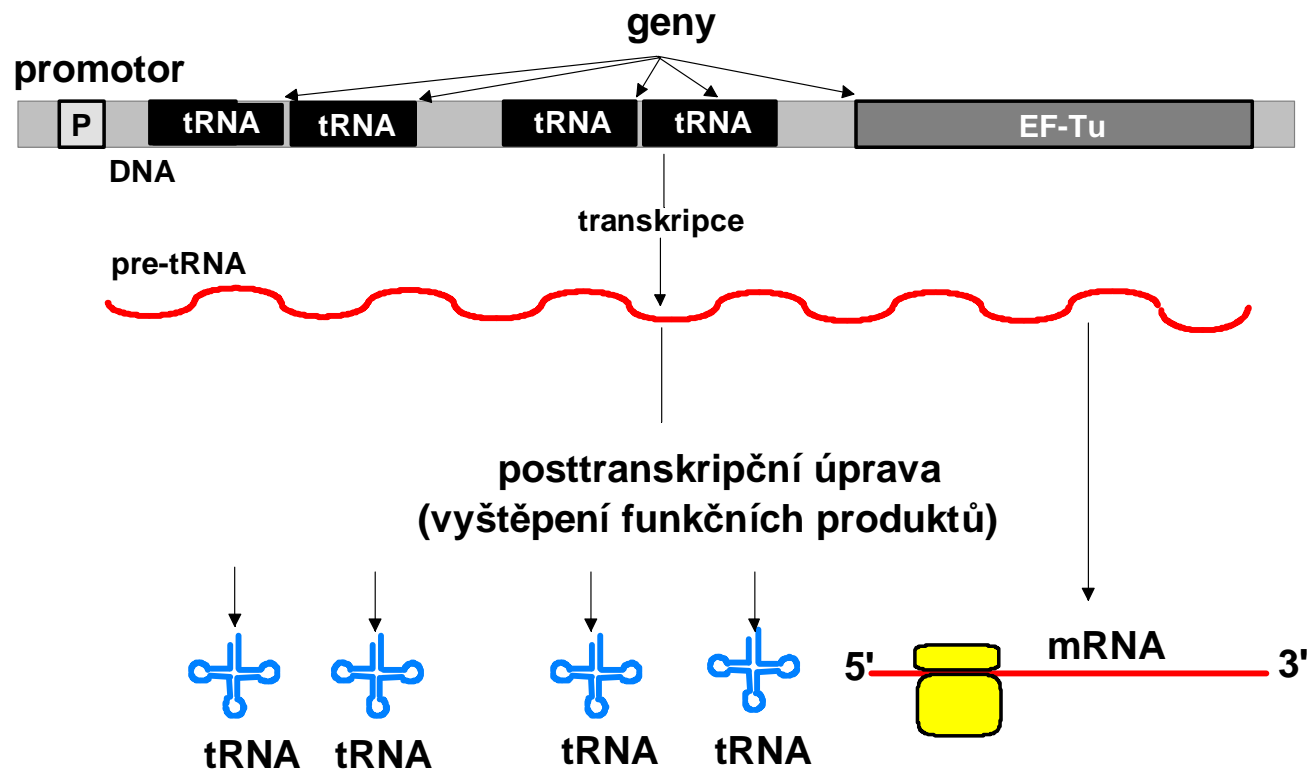 geny
promotor
P tRNA tRNA tRNA tRNA EF-Tu
DNA
transkripce
pre-tRNA
posttranskripční úprava
(vyštěpení funkčních produktů)
5' mRNA 3'
tRNA tRNA tRNA tRNA